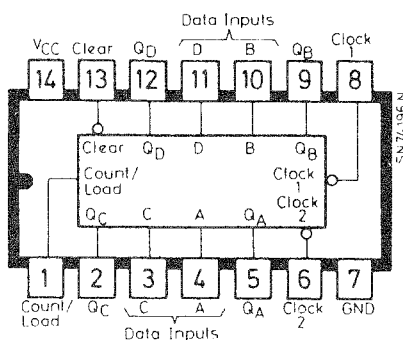 Data Inputs
VCC Clear QD D B QB Clock 1
14 13 12 11 10 9 8
Clear QD D B QB
Count/
Load
Clock
1
Clock
2
QC C A QA
1 2 3 4 5 6 7
Count/
Load
QC C A QA Clock
2
GND
Data Inputs
SN74196N